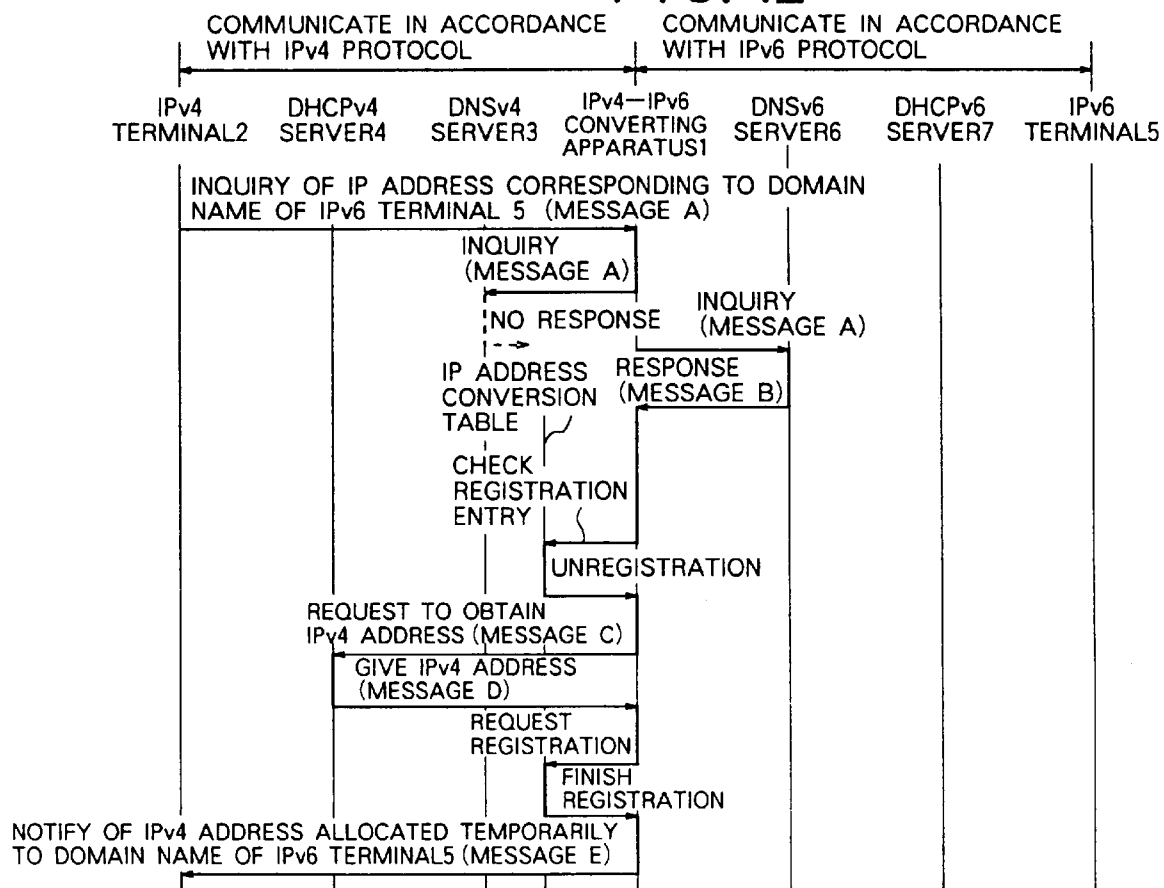 COMMUNICATE IN ACCORDANCE
WITH IPv4 PROTOCOL
COMMUNICATE IN ACCORDANCE
WITH IPv6 PROTOCOL
IPv4
TERMINAL2
DHCPv4
SERVER4
DNSv4
SERVER3
IPv4-IPv6
CONVERTING
APPARATUS1
DNSv6
SERVER6
DHCPv6
SERVER7
IPv6
TERMINAL5
INQUIRY OF IP ADDRESS CORRESPONDING TO DOMAIN
NAME OF IPv6 TERMINAL 5 (MESSAGE A)
INQUIRY
(MESSAGE A)
NO RESPONSE
INQUIRY
(MESSAGE A)
RESPONSE
(MESSAGE B)
IP ADDRESS
CONVERSION
TABLE
CHECK
REGISTRATION
ENTRY
UNREGISTRATION
REQUEST TO OBTAIN
IPv4 ADDRESS (MESSAGE C)
GIVE IPv4 ADDRESS
(MESSAGE D)
REQUEST
REGISTRATION
FINISH
REGISTRATION
NOTIFY OF IPv4 ADDRESS ALLOCATED TEMPORARILY
TO DOMAIN NAME OF IPv6 TERMINAL5 (MESSAGE E)